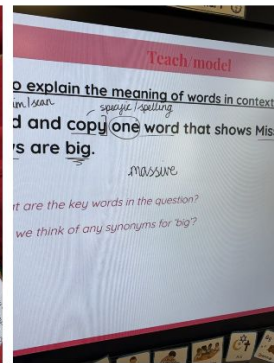 Teach/model
o explain the meaning of words in context
im/scan
specific/spelling
d and copy one word that shows Mis
s are big.
massive
t are the key words in the question?
we think of any synonyms for 'big'?